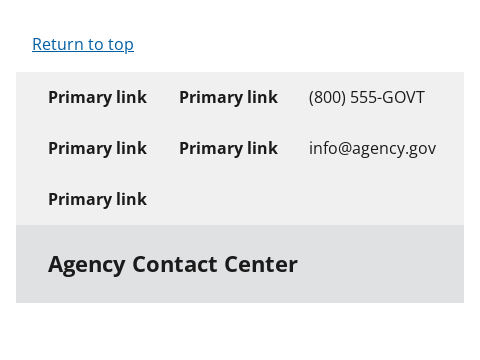 Return to top
Primary link Primary link (800) 555-GOVT
Primary link Primary link info@agency.gov
Primary link
Agency Contact Center